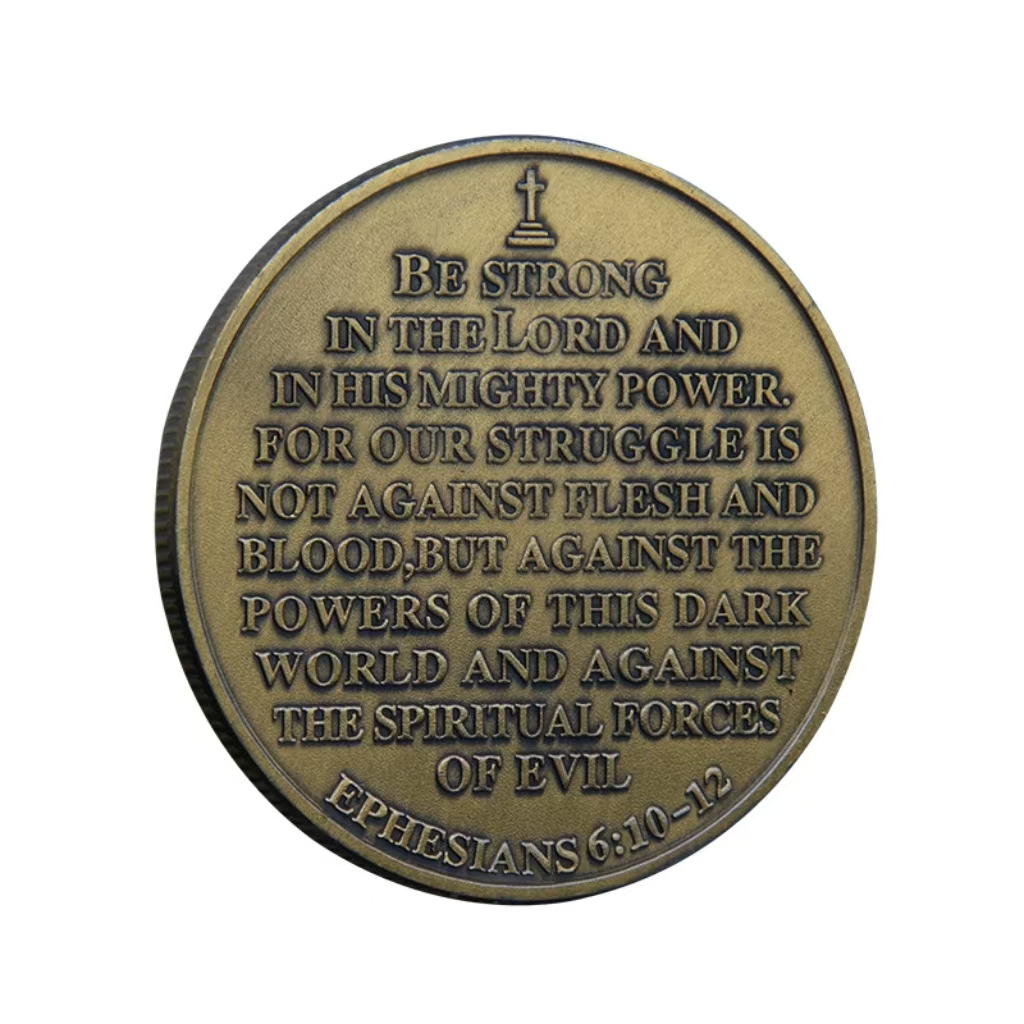 BE STRONG
IN THE LORD AND
IN HIS MIGHTY POWER.
FOR OUR STRUGGLE IS
NOT AGAINST FLESH AND
BLOOD,BUT AGAINST THE
POWERS OF THIS DARK
WORLD AND AGAINST
THE SPIRITUAL FORCES
OF EVIL
EPHESIANS 6:10-12